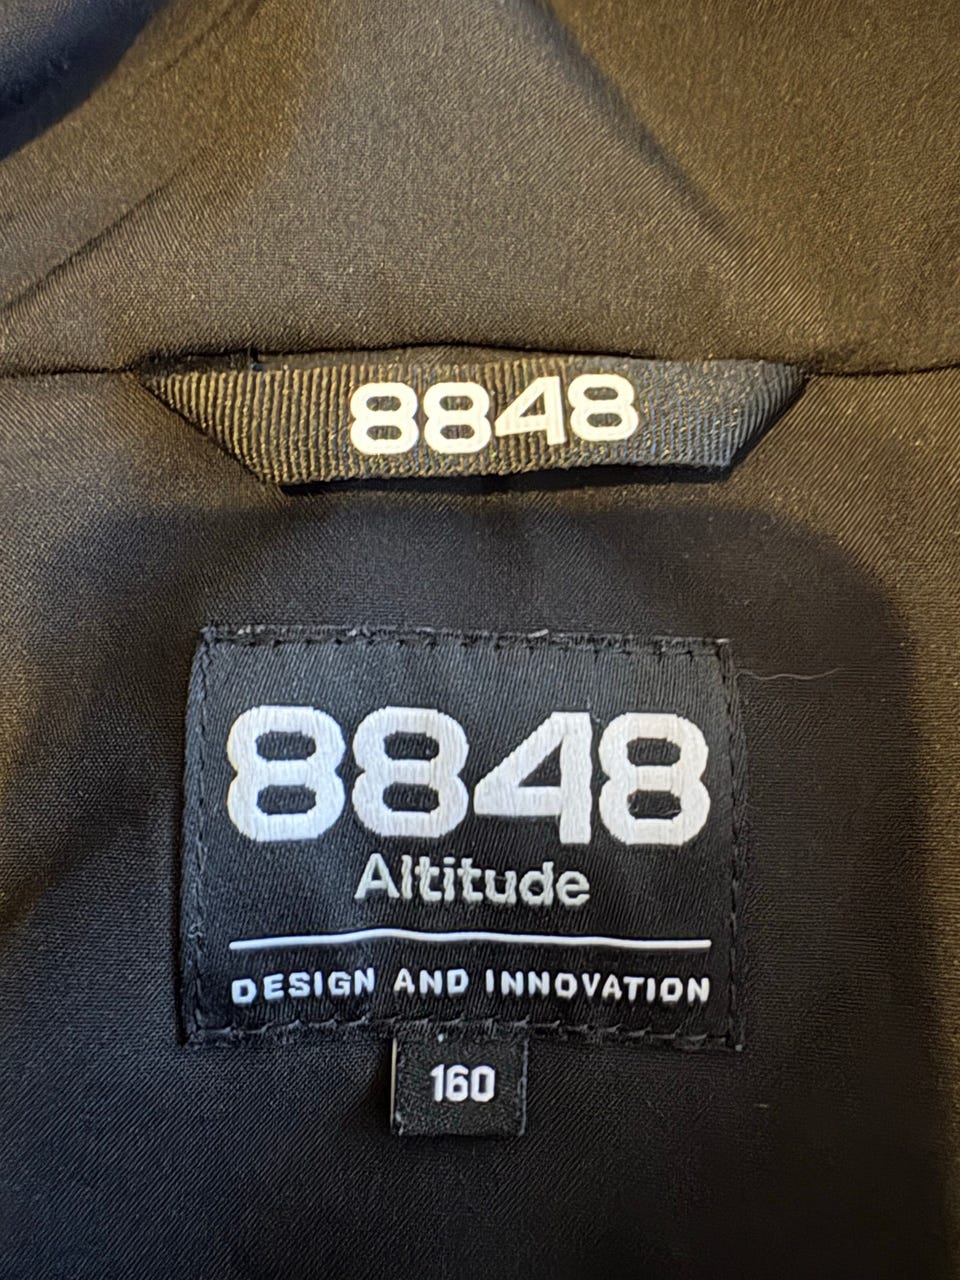 8848
8848
Altitude
DESIGN AND INNOVATION
160